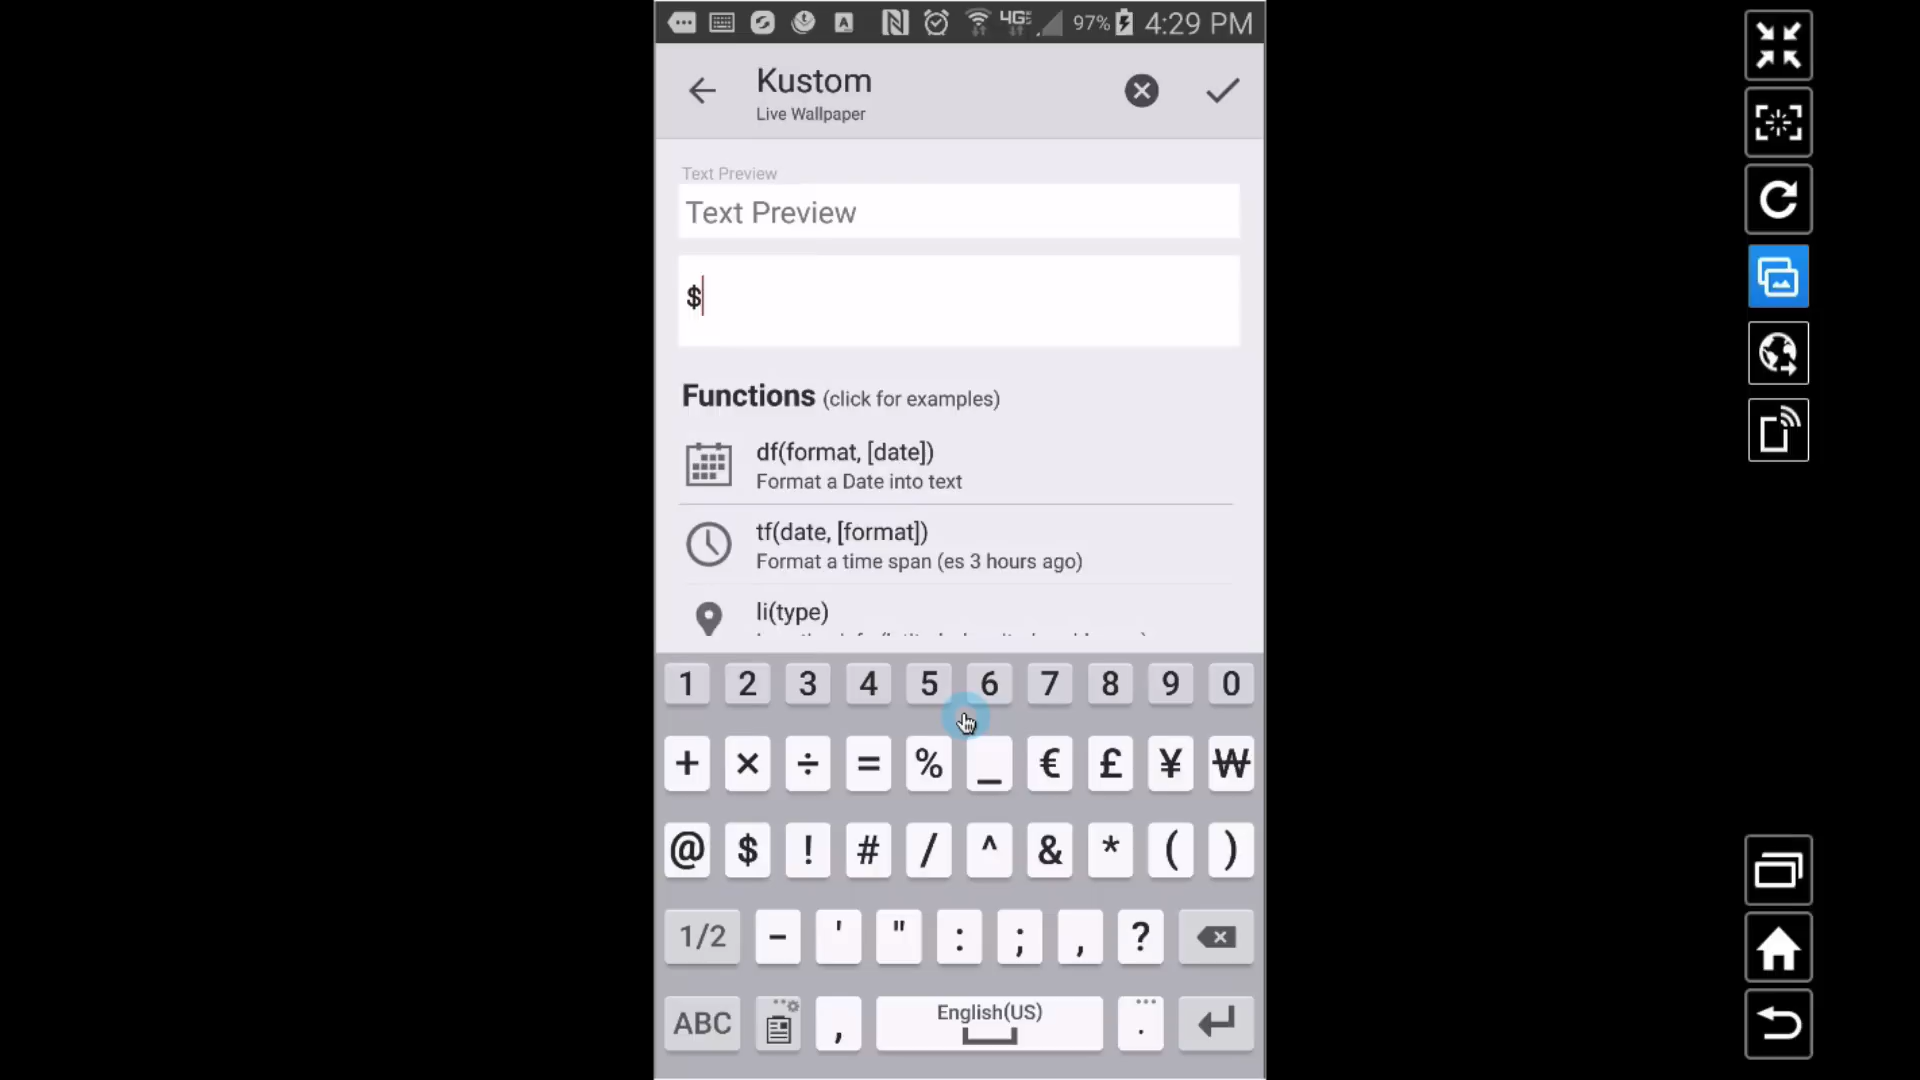 97% 4:29 PM
Kustom
Live Wallpaper
Text Preview
Text Preview
$
Functions (click for examples)
df(format, [date])
Format a Date into text
tf(date, [format])
Format a time span (es 3 hours ago)
li(type)
1 2 3 4 5 6 7 8 9 0
+ × ÷ = % _ € £ ¥ ₩
@ $ ! # / ^ & * ( )
1/2 - ' " : ; , ?
ABC , English(US) .